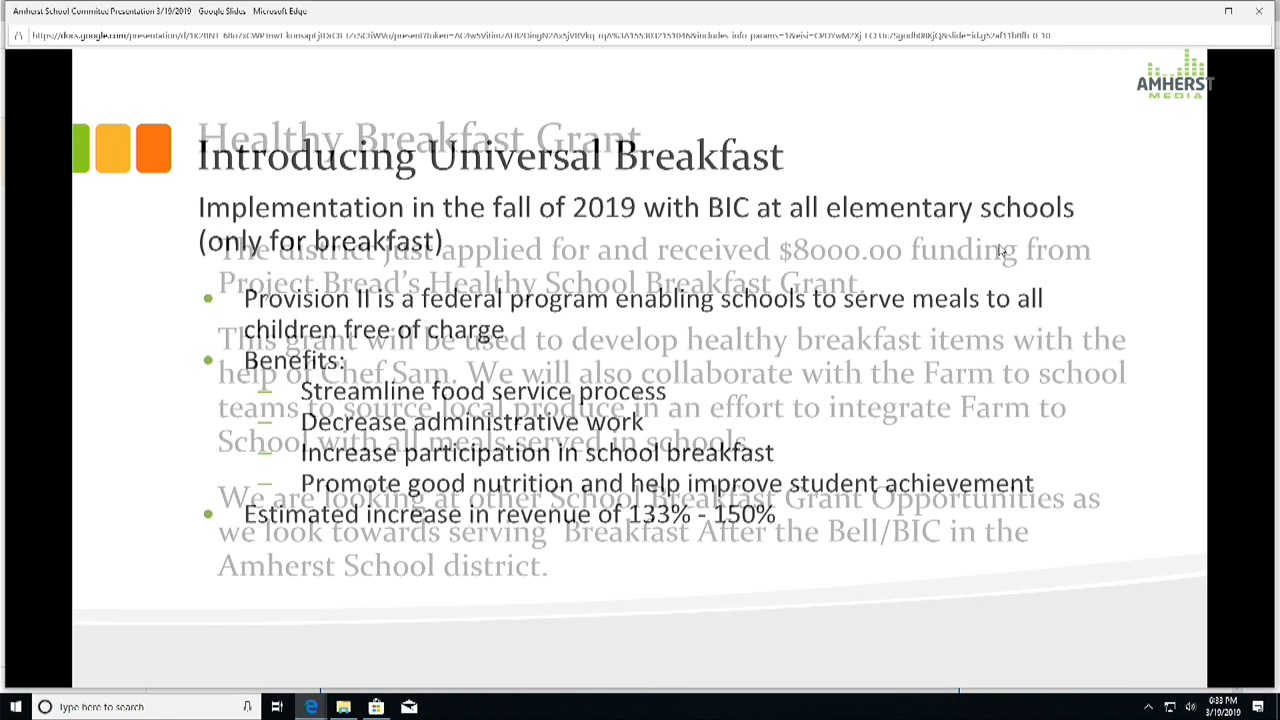 Amherst School Commitee Presentation 3/19/2019 - Google Slides - Microsoft Edge
AMHERST
MEDIA
Healthy Breakfast Grant
Introducing Universal Breakfast
Implementation in the fall of 2019 with BIC at all elementary schools
(only for breakfast)
The district just applied for and received $8000.00 funding from
Project Bread's Healthy School Breakfast Grant.
• Provision II is a federal program enabling schools to serve meals to all
children free of charge
This grant will be used to develop healthy breakfast items with the
• Benefits:
help of Chef Sam. We will also collaborate with the Farm to school
– Streamline food service process
teams to source local produce in an effort to integrate Farm to
– Decrease administrative work
School with all meals served in schools.
– Increase participation in school breakfast
– Promote good nutrition and help improve student achievement
We are looking at other School Breakfast Grant Opportunities as
• Estimated increase in revenue of 133% - 150%
we look towards serving Breakfast After the Bell/BIC in the
Amherst School district.
Type here to search
3/19/2019